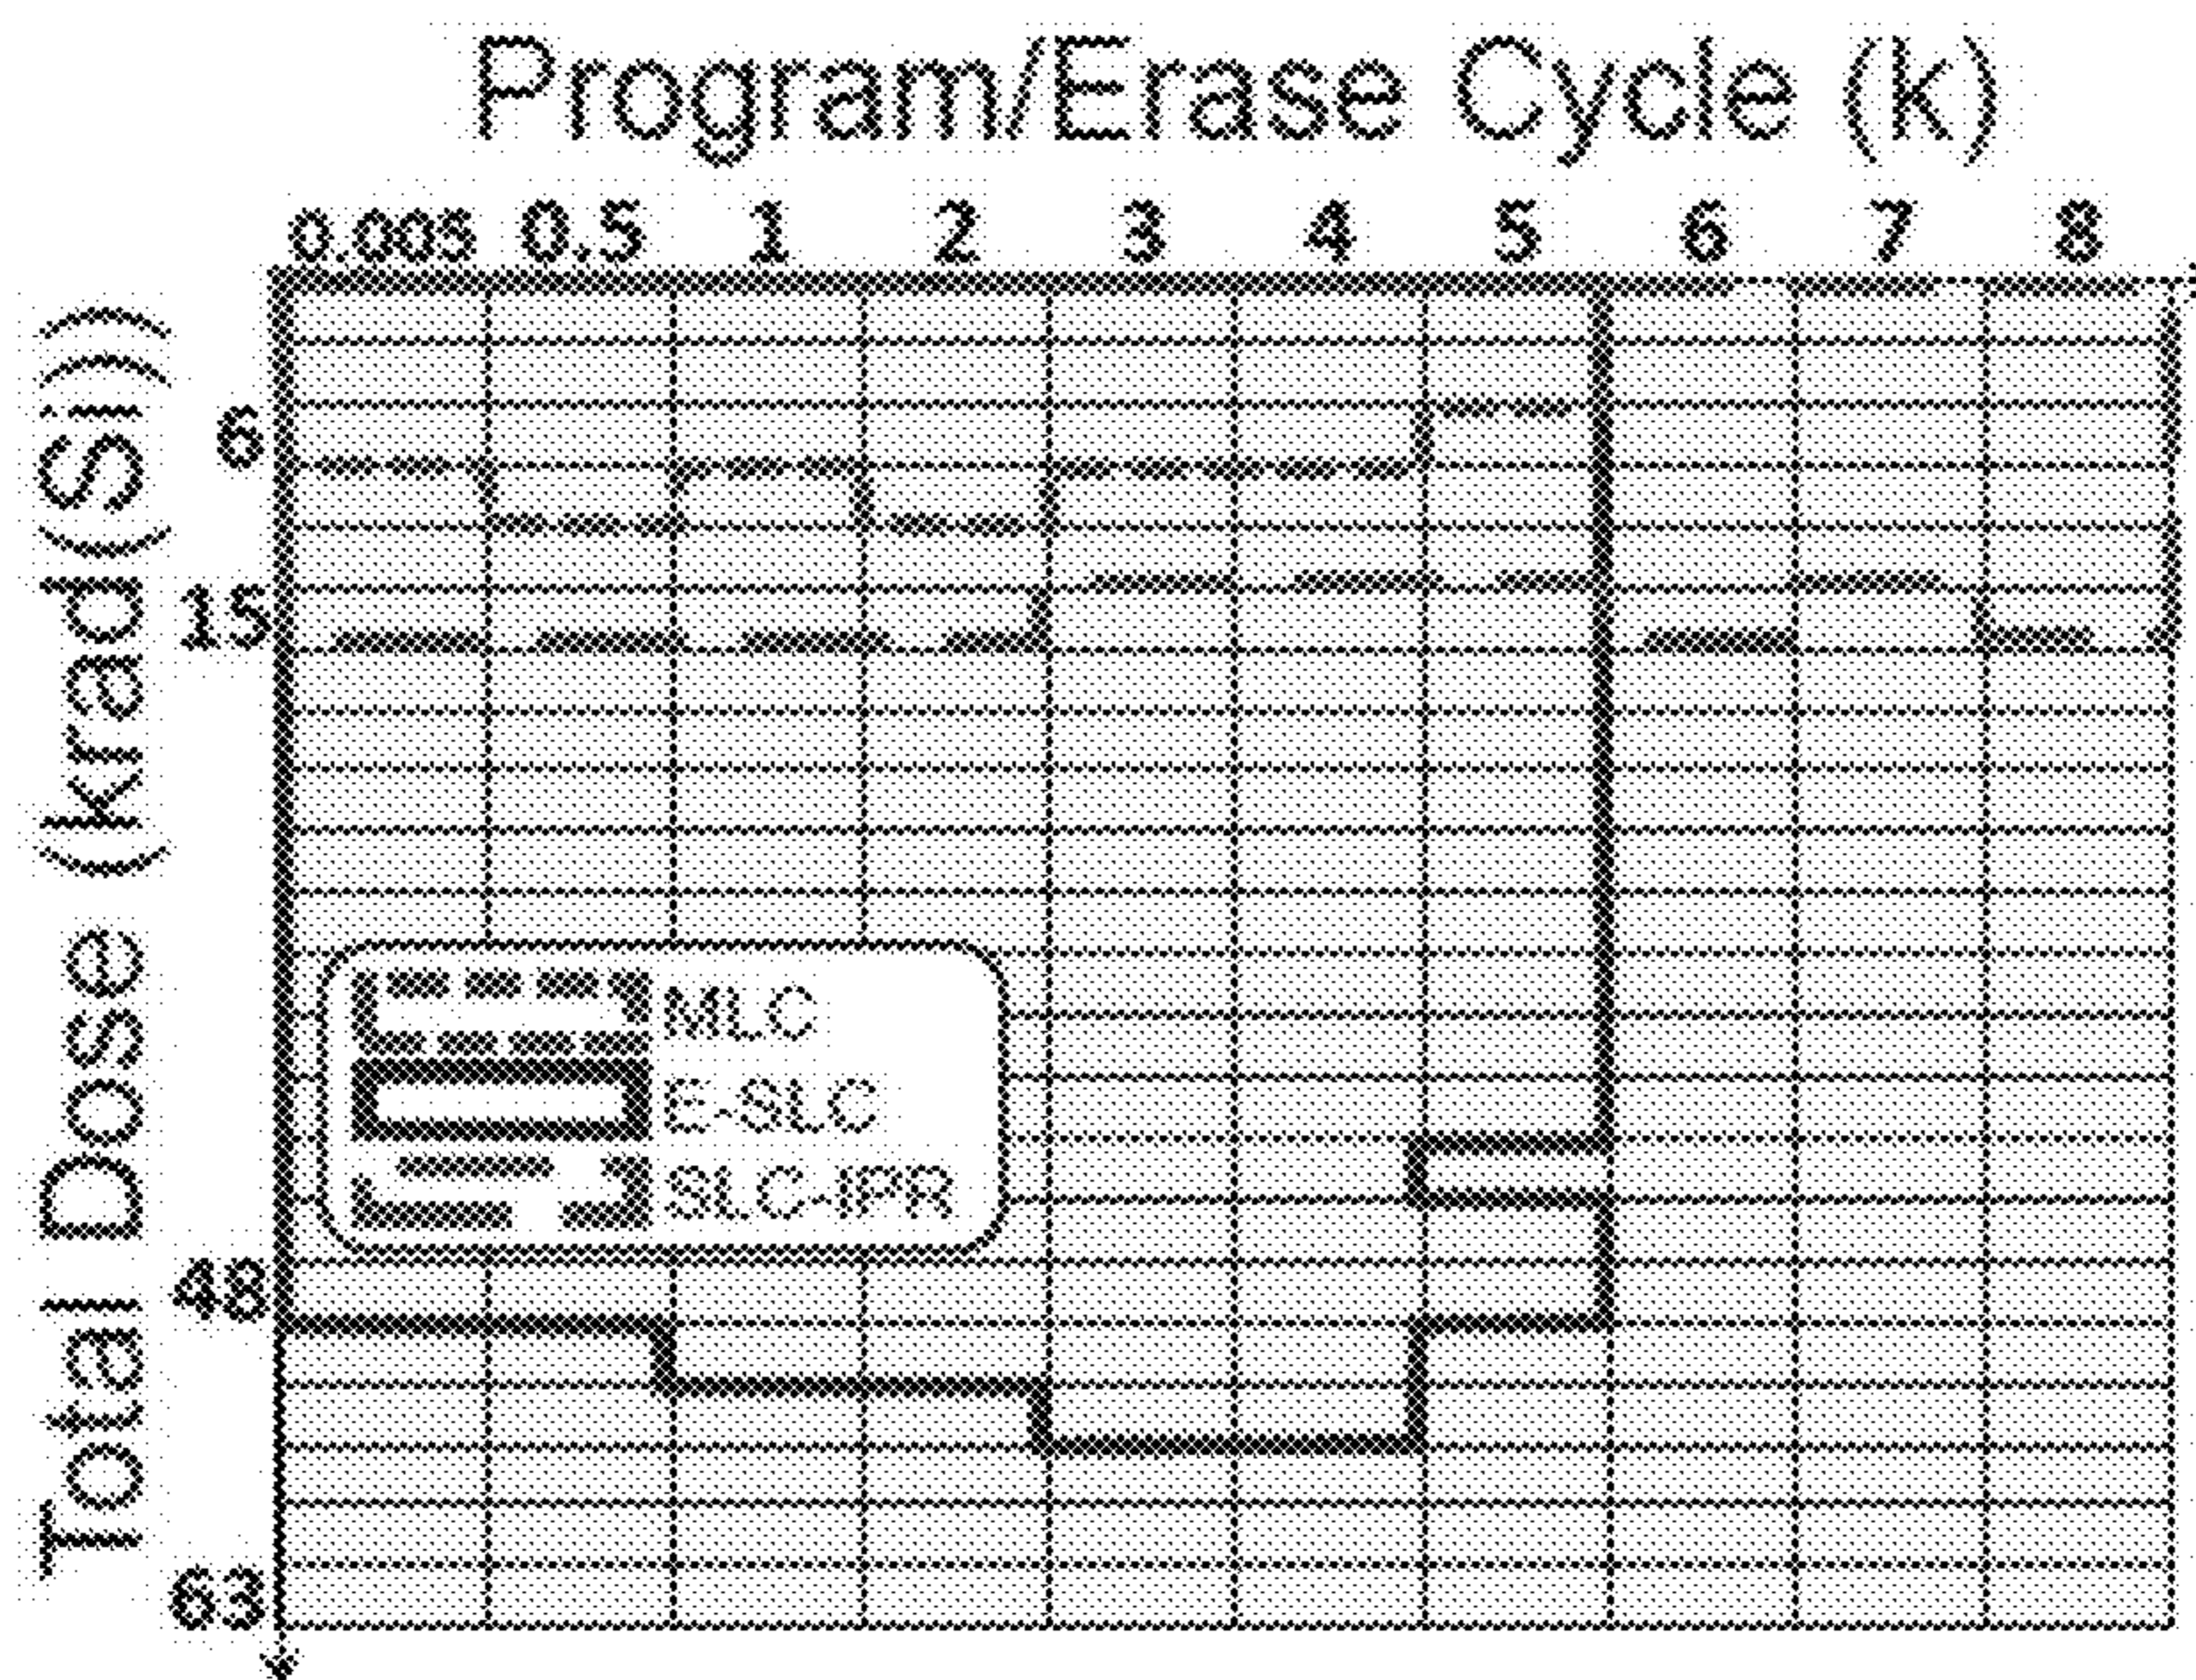 Program/Erase Cycle (k)
0.005 0.5 1 2 3 4 5 6 7 8
Total Dose (krad(Si))
6
15
48
63
MLC
E-SLC
SLC-IPR